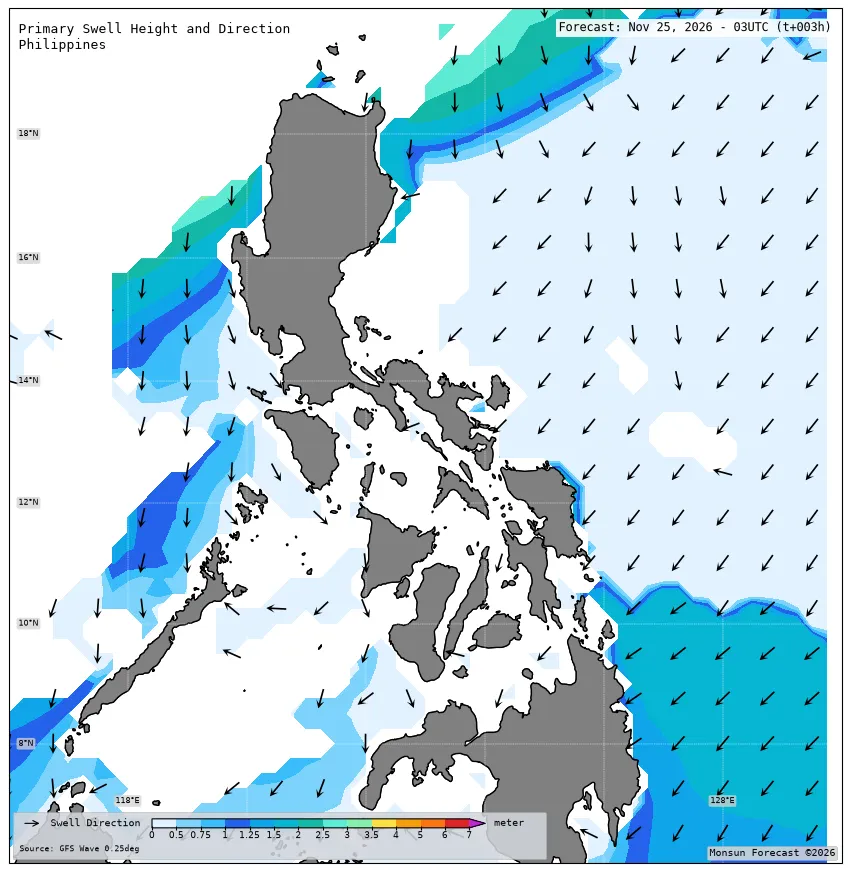 Primary Swell Height and Direction
Philippines
Forecast: Nov 25, 2026 - 03UTC (t+003h)
18°N
16°N
14°N
12°N
10°N
8°N
118°E
128°E
Swell Direction
0 0.5 0.75 1 1.25 1.5 2 2.5 3 3.5 4 5 6 7
meter
Source: GFS Wave 0.25deg
Monsun Forecast ©2026